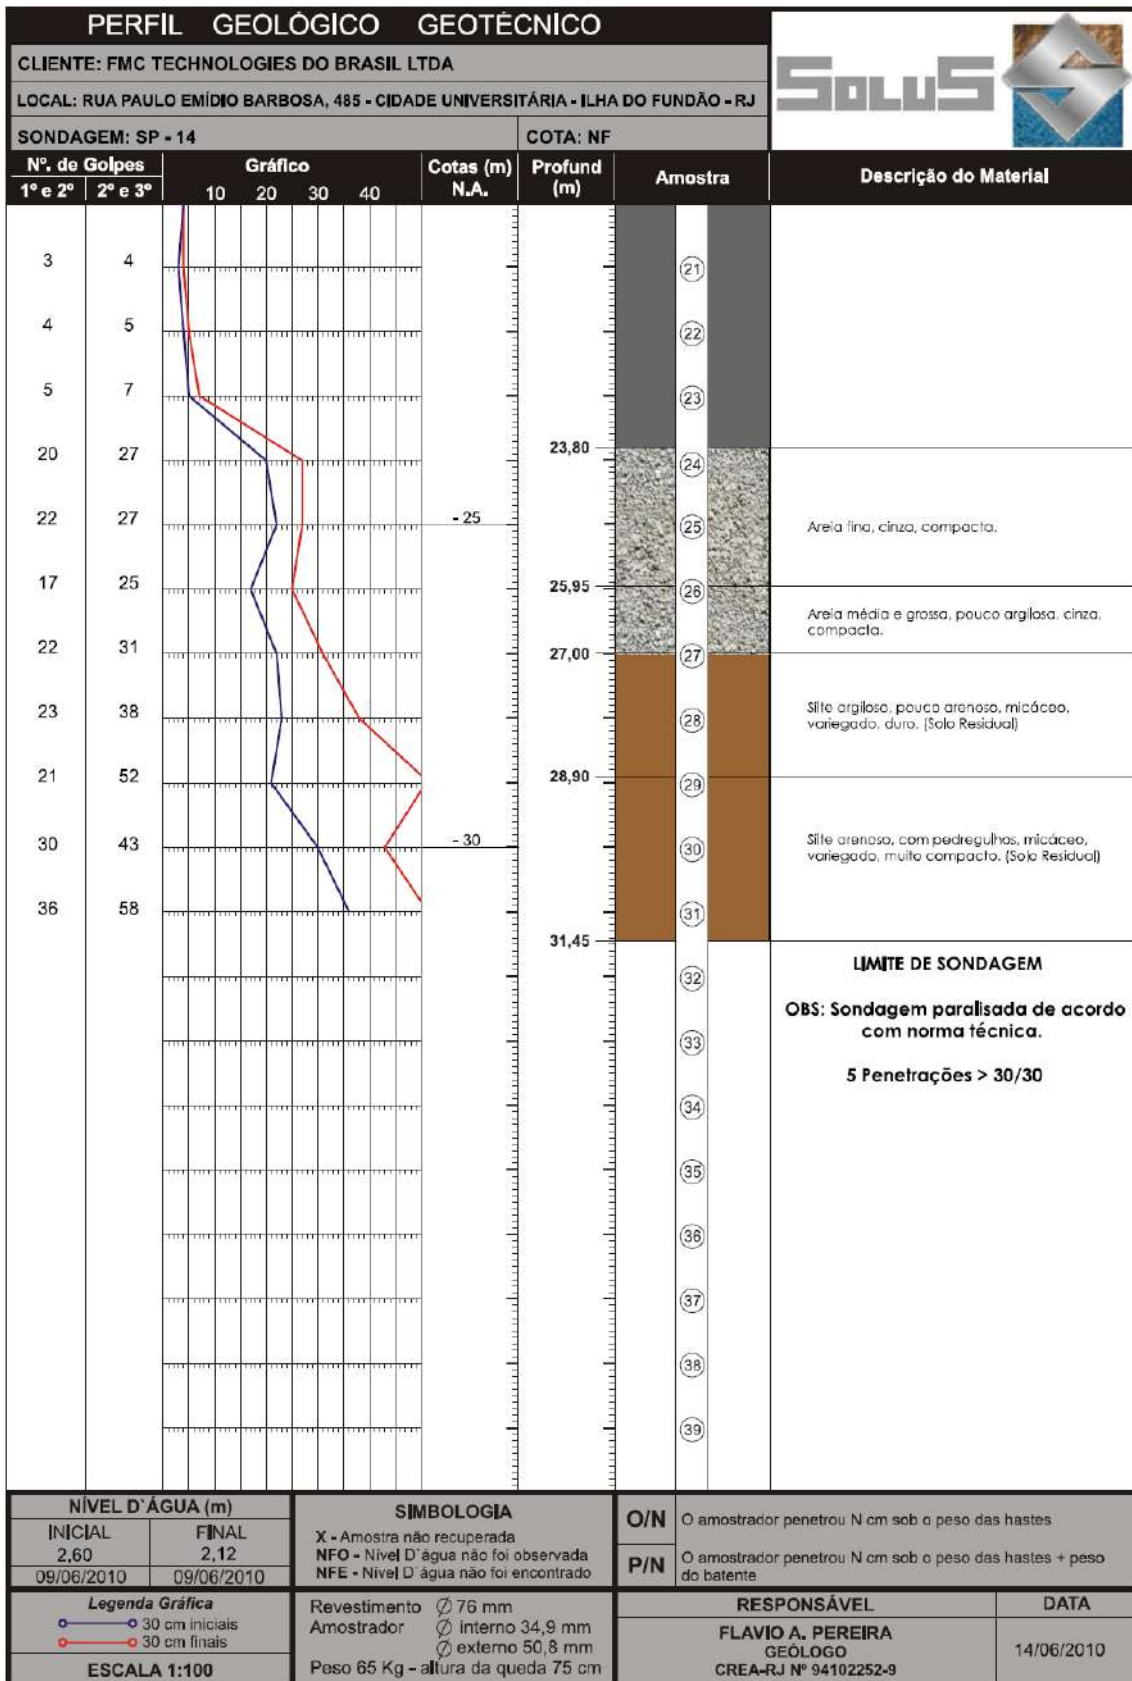 PERFIL GEOLÓGICO GEOTÉCNICO
CLIENTE: FMC TECHNOLOGIES DO BRASIL LTDA
LOCAL: RUA PAULO EMÍDIO BARBOSA, 485 - CIDADE UNIVERSITÁRIA - ILHA DO FUNDÃO - RJ
SONDAGEM: SP - 14
COTA: NF
SOLUS
Nº. de Golpes
1º e 2º
2º e 3º
Gráfico
10 20 30 40
Cotas (m)
N.A.
Profund
(m)
Amostra
Descrição do Material
3 4 21
4 5 22
5 7 23
23,80
20 27 24
22 27 - 25 25 Areia fina, cinza, compacta.
17 25 25,95 26
Areia média e grossa, pouco argilosa, cinza,
compacta.
22 31 27,00 27
23 38 28
Silte argiloso, pouco arenoso, micáceo,
variegado, duro. (Solo Residual)
21 52 28,90 29
30 43 - 30 30
Silte arenoso, com pedregulhos, micáceo,
variegado, muito compacto. (Solo Residual)
36 58 31
31,45
LIMITE DE SONDAGEM
32
OBS: Sondagem paralisada de acordo
com norma técnica.
33
5 Penetrações > 30/30
34
35
36
37
38
39
NÍVEL D`ÁGUA (m)
INICIAL FINAL
2,60 2,12
09/06/2010 09/06/2010
Legenda Gráfica
30 cm iniciais
30 cm finais
ESCALA 1:100
SIMBOLOGIA
X - Amostra não recuperada
NFO - Nível D`água não foi observada
NFE - Nível D`água não foi encontrado
Revestimento Ø 76 mm
Amostrador Ø interno 34,9 mm
Ø externo 50,8 mm
Peso 65 Kg - altura da queda 75 cm
O/N O amostrador penetrou N cm sob o peso das hastes
P/N O amostrador penetrou N cm sob o peso das hastes + peso
do batente
RESPONSÁVEL
FLAVIO A. PEREIRA
GEÓLOGO
CREA-RJ Nº 94102252-9
DATA
14/06/2010